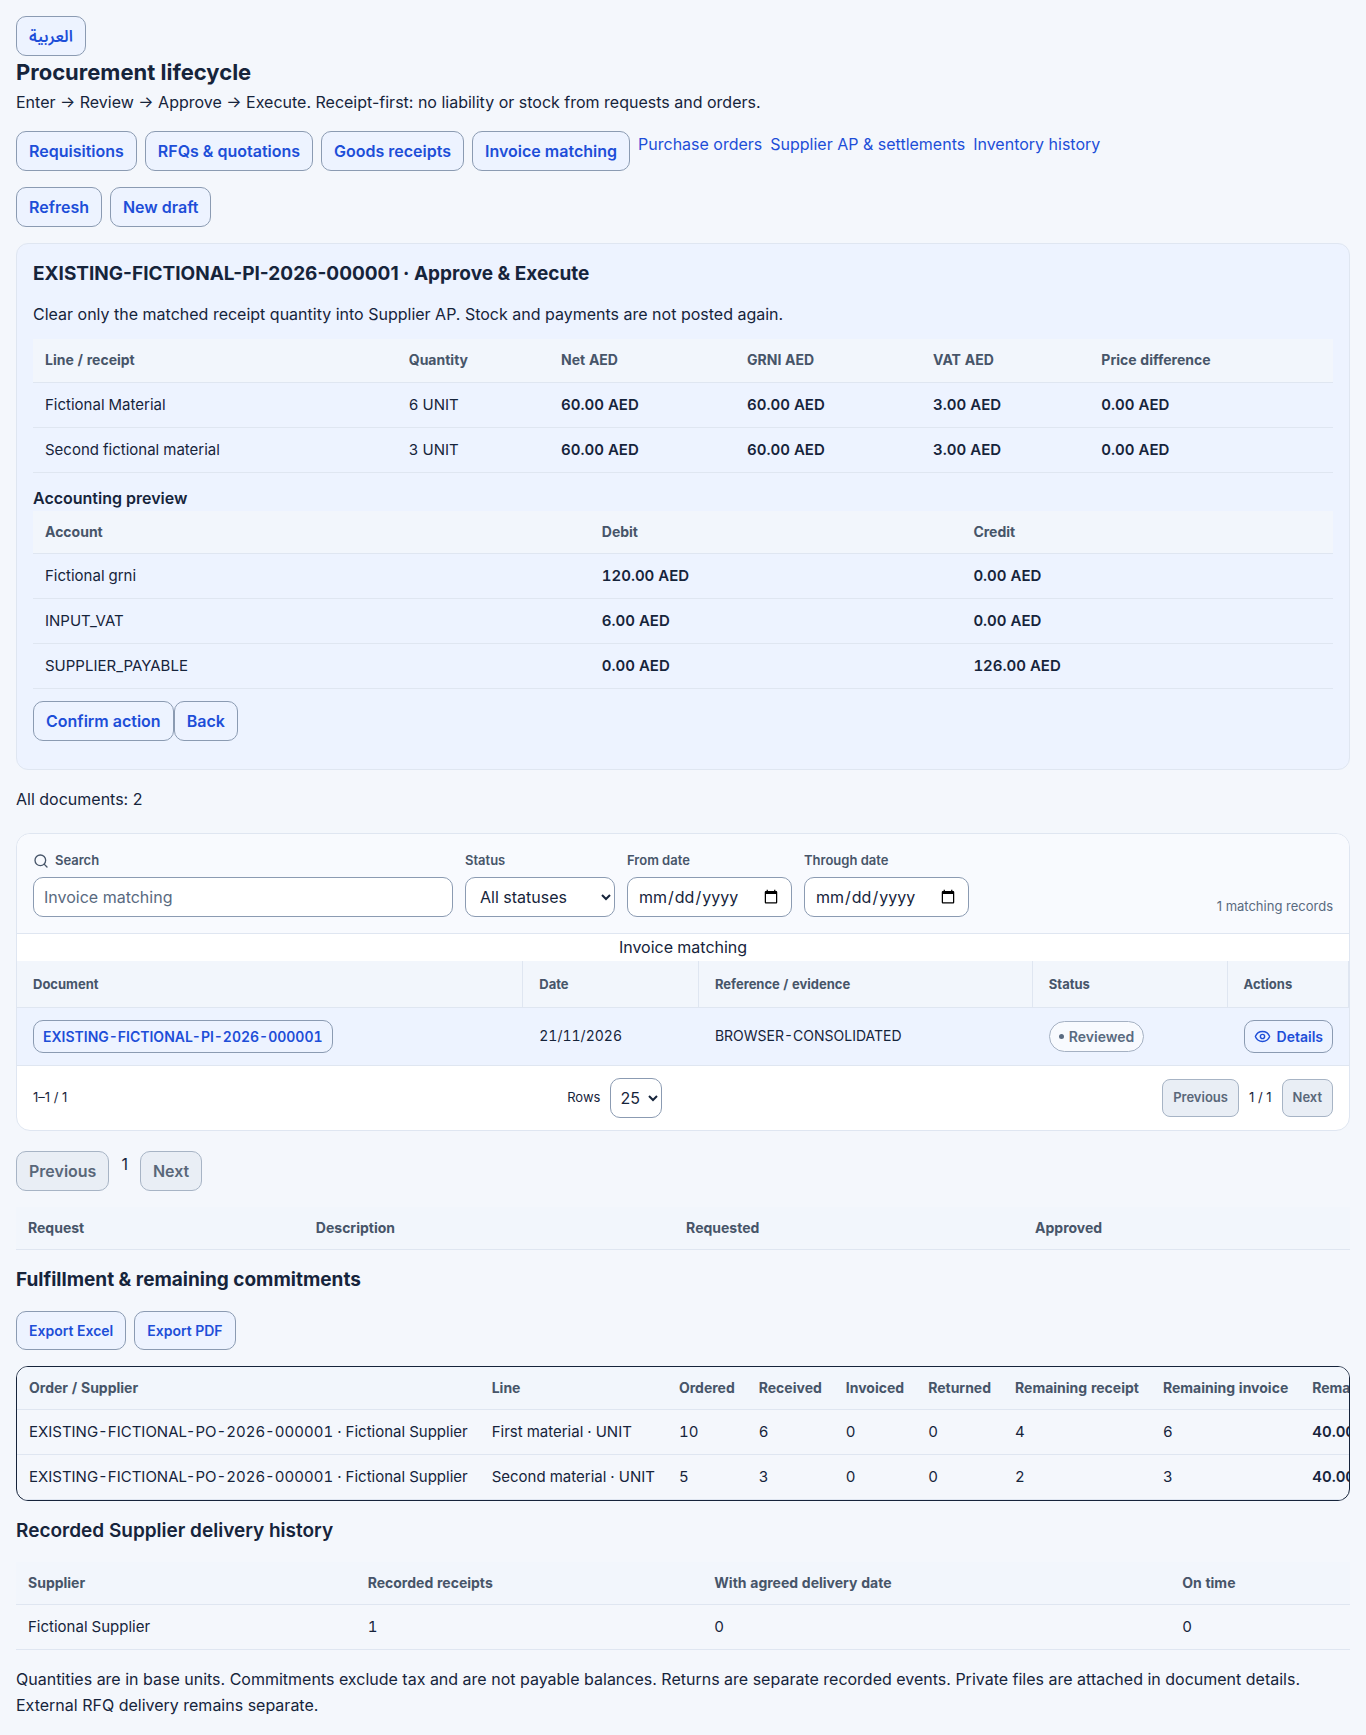 العربية
Procurement lifecycle
Enter → Review → Approve → Execute. Receipt-first: no liability or stock from requests and orders.
Requisitions RFQs & quotations Goods receipts Invoice matching Purchase orders Supplier AP & settlements Inventory history
Refresh New draft
EXISTING-FICTIONAL-PI-2026-000001 · Approve & Execute
Clear only the matched receipt quantity into Supplier AP. Stock and payments are not posted again.
Line / receipt Quantity Net AED GRNI AED VAT AED Price difference
Fictional Material 6 UNIT 60.00 AED 60.00 AED 3.00 AED 0.00 AED
Second fictional material 3 UNIT 60.00 AED 60.00 AED 3.00 AED 0.00 AED
Accounting preview
Account Debit Credit
Fictional grni 120.00 AED 0.00 AED
INPUT_VAT 6.00 AED 0.00 AED
SUPPLIER_PAYABLE 0.00 AED 126.00 AED
Confirm action Back
All documents: 2
Search Status From date Through date
Invoice matching All statuses mm/dd/yyyy mm/dd/yyyy 1 matching records
Invoice matching
Document Date Reference / evidence Status Actions
EXISTING-FICTIONAL-PI-2026-000001 21/11/2026 BROWSER-CONSOLIDATED • Reviewed Details
1–1 / 1 Rows 25 Previous 1 / 1 Next
Previous 1 Next
Request Description Requested Approved
Fulfillment & remaining commitments
Export Excel Export PDF
Order / Supplier Line Ordered Received Invoiced Returned Remaining receipt Remaining invoice
EXISTING-FICTIONAL-PO-2026-000001 · Fictional Supplier First material · UNIT 10 6 0 0 4 6
EXISTING-FICTIONAL-PO-2026-000001 · Fictional Supplier Second material · UNIT 5 3 0 0 2 3
Recorded Supplier delivery history
Supplier Recorded receipts With agreed delivery date On time
Fictional Supplier 1 0 0
Quantities are in base units. Commitments exclude tax and are not payable balances. Returns are separate recorded events. Private files are attached in document details.
External RFQ delivery remains separate.